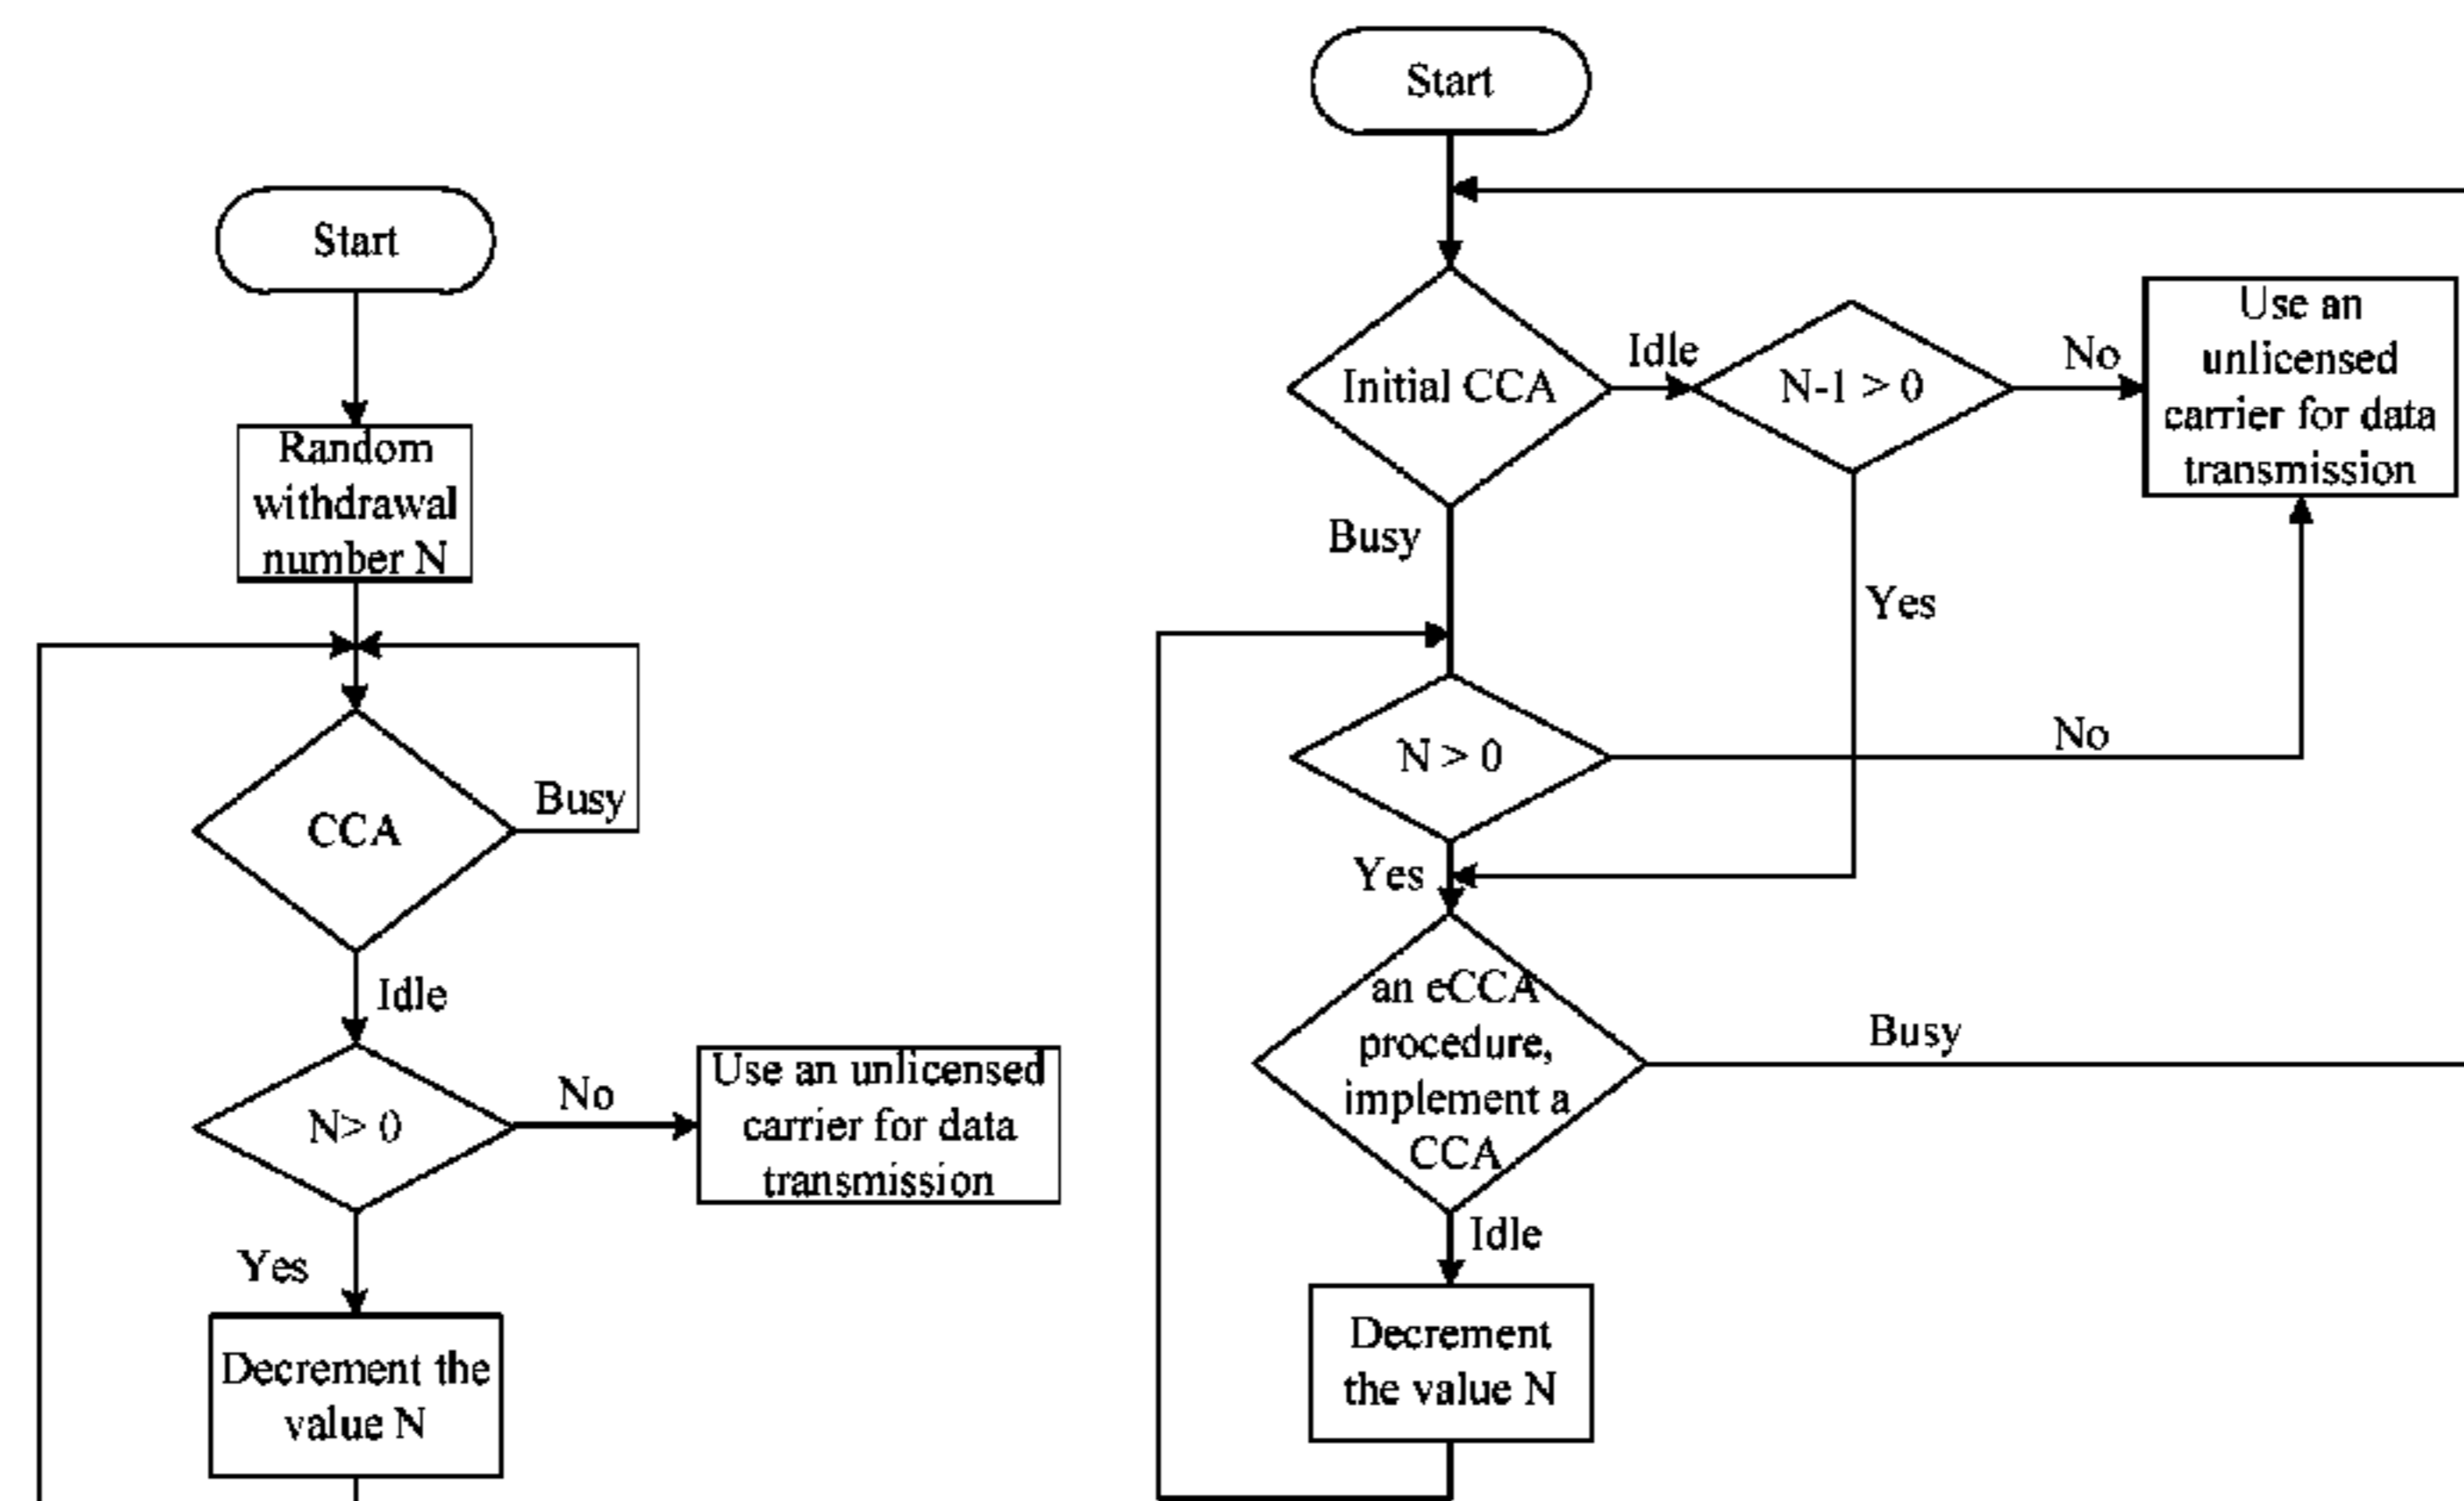 Start
Random
withdrawal
number N
CCA
Busy
Idle
N> 0
No
Use an unlicensed
carrier for data
transmission
Yes
Decrement the
value N
Start
Initial CCA
Idle
N-1 > 0
No
Use an
unlicensed
carrier for data
transmission
Busy
Yes
N > 0
No
Yes
an eCCA
procedure,
implement a
CCA
Busy
Idle
Decrement
the value N